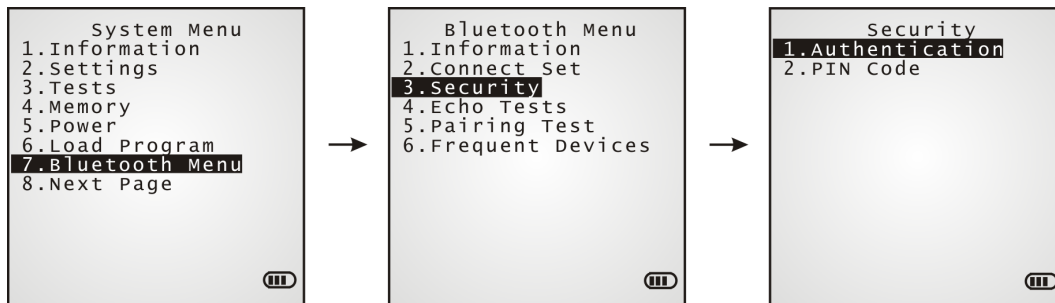 System Menu
1.Information
2.Settings
3.Tests
4.Memory
5.Power
6.Load Program
7.Bluetooth Menu
8.Next Page
Bluetooth Menu
1.Information
2.Connect Set
3.Security
4.Echo Tests
5.Pairing Test
6.Frequent Devices
Security
1.Authentication
2.PIN Code